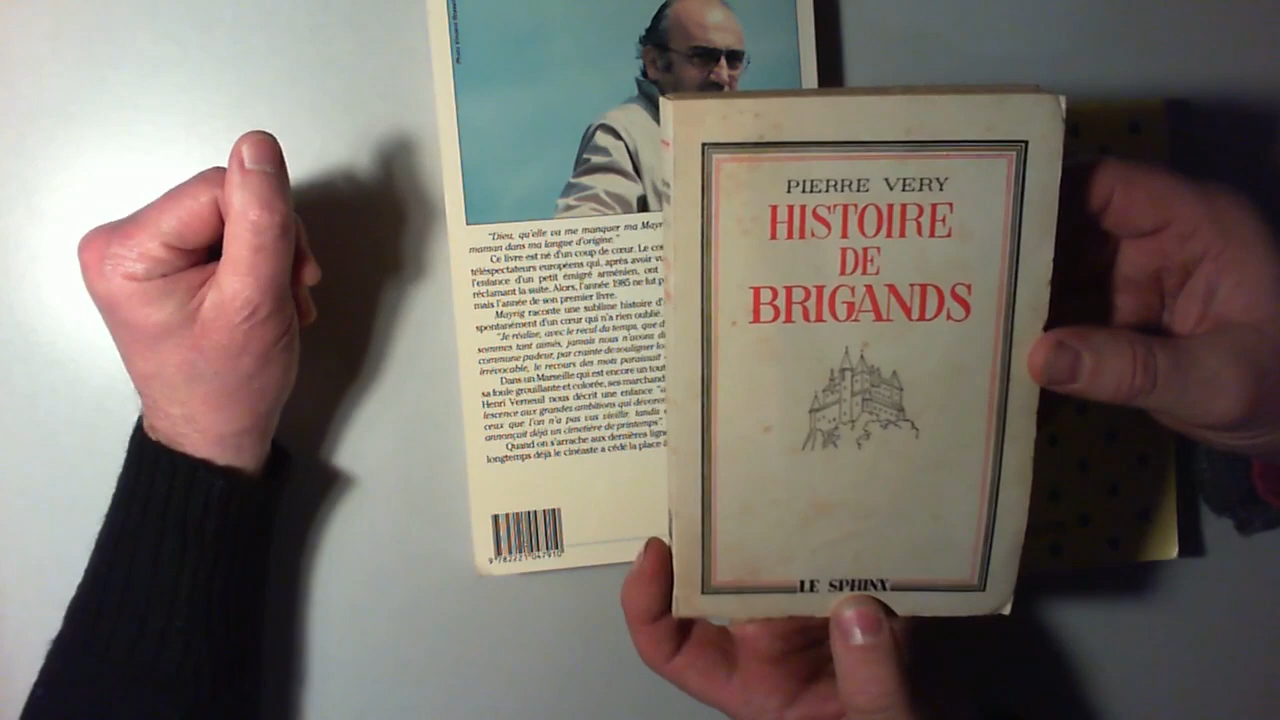 "Dieu, qu'elle va me manquer ma Mayr
maman dans ma langue d'origine."
Ce livre est né d'un coup de cœur. Le co
téléspectateurs européens qui, après avoir v
l'enfance d'un petit émigré arménien, ont
réclamant la suite. Alors, l'année 1985 ne fut p
mais l'année de son premier livre.
Mayrig raconte une sublime histoire d'
spontanément d'un cœur qui n'a rien oublié.
"Je réalise, avec le recul du temps, que
sommes tant aimés, jamais nous n'avons
commune pudeur, par crainte de souligner
irrévocable, le recours des mots paraissait
Dans un Marseille qui est encore un tout
sa foule grouillante et colorée, ses marchand
Henri Verneuil nous décrit une enfance
lescence aux grandes ambitions qui dévore
ceux que l'on n'a pas vus vieillir tandis
annonçait déjà un cimetière de printemps".
Quand on s'arrache aux dernières ligne
longtemps déjà le cinéaste a cédé la place
9 782221 047910
PIERRE VERY
HISTOIRE
DE
BRIGANDS
LE SPHINX